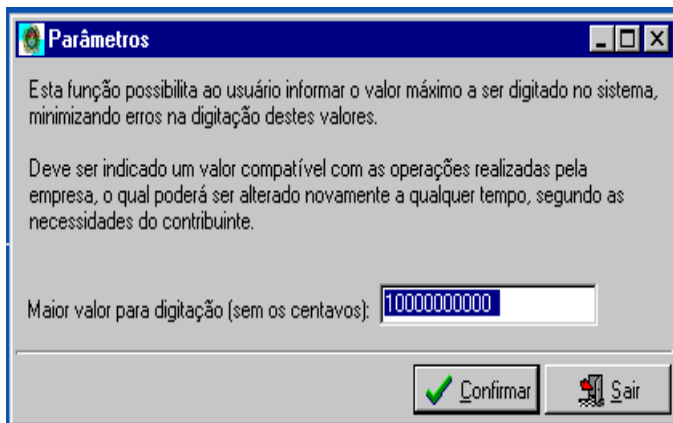 Parâmetros
Esta função possibilita ao usuário informar o valor máximo a ser digitado no sistema,
minimizando erros na digitação destes valores.
Deve ser indicado um valor compatível com as operações realizadas pela
empresa, o qual poderá ser alterado novamente a qualquer tempo, segundo as
necessidades do contribuinte.
Maior valor para digitação (sem os centavos): 10000000000
Confirmar Sair